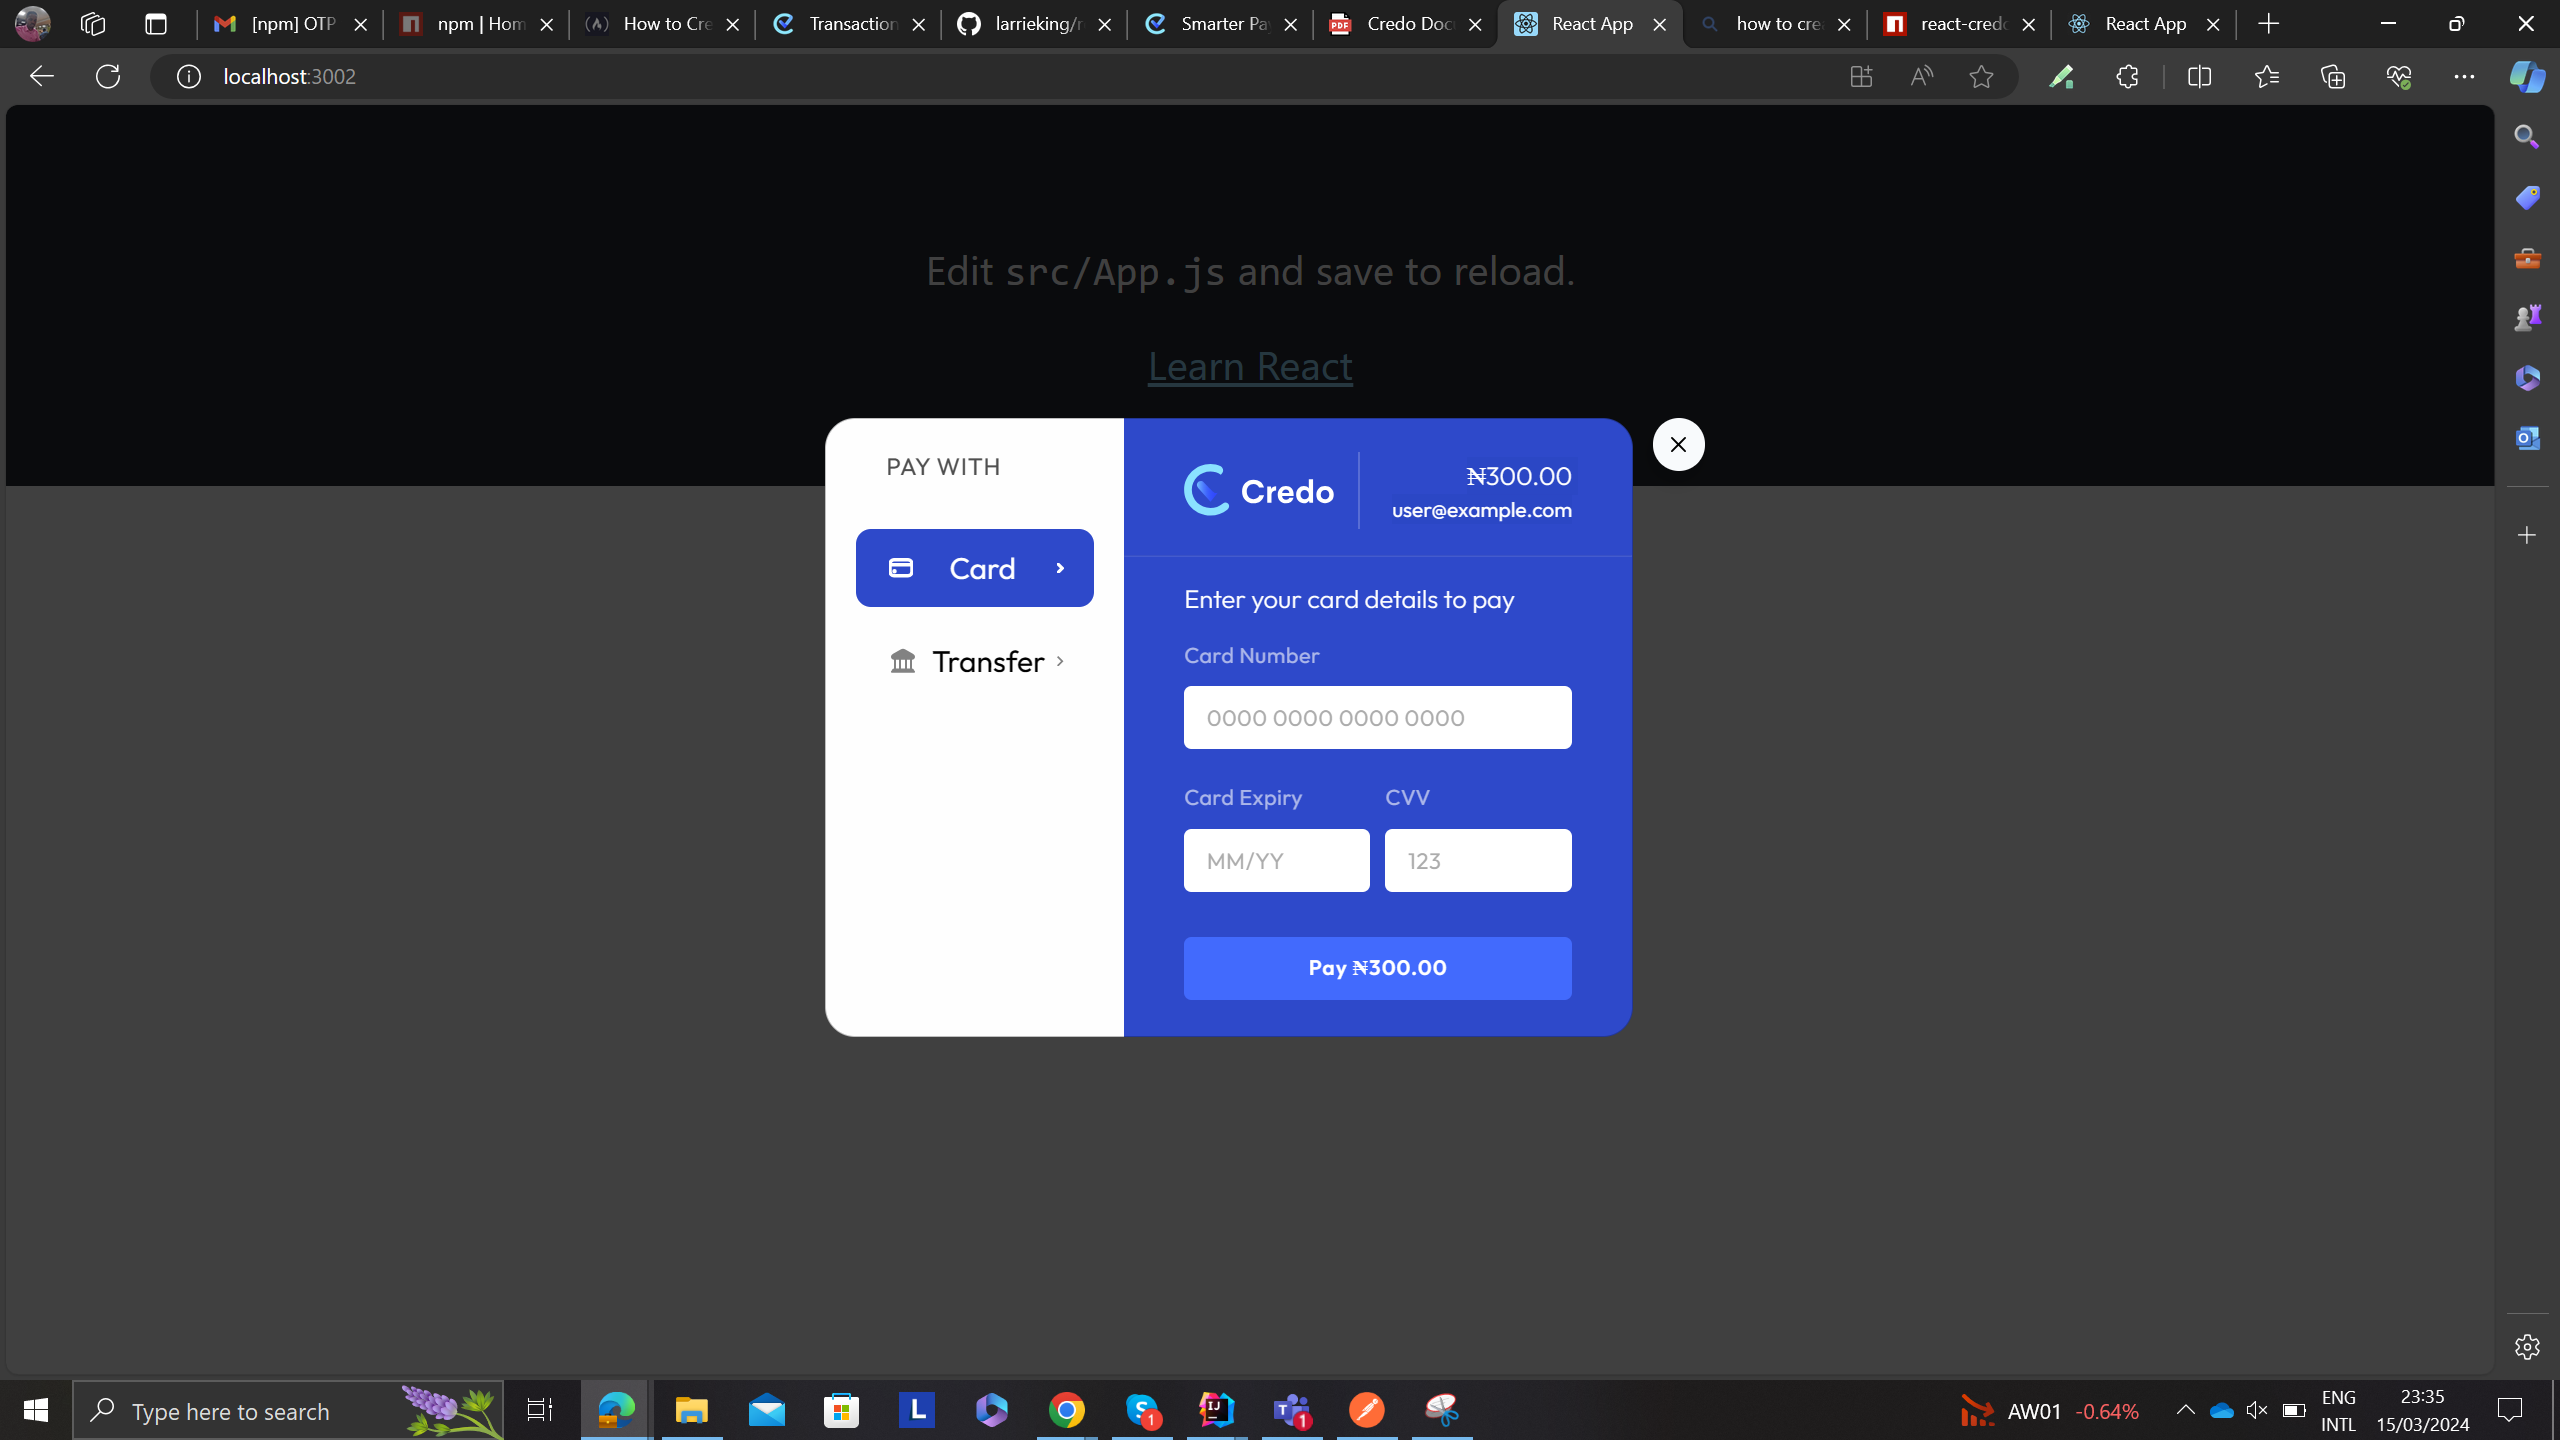 [npm] OTP
npm | Hom
How to Cre
Transaction
larrieking/r
Smarter Pa
Credo Doc
React App
how to cre
react-credo
React App
localhost:3002
Edit src/App.js and save to reload.
Learn React
PAY WITH
Card
Transfer
Credo
₦300.00
user@example.com
Enter your card details to pay
Card Number
0000 0000 0000 0000
Card Expiry
CVV
MM/YY
123
Pay ₦300.00
Type here to search
AW01 -0.64%
ENG
INTL
23:35
15/03/2024